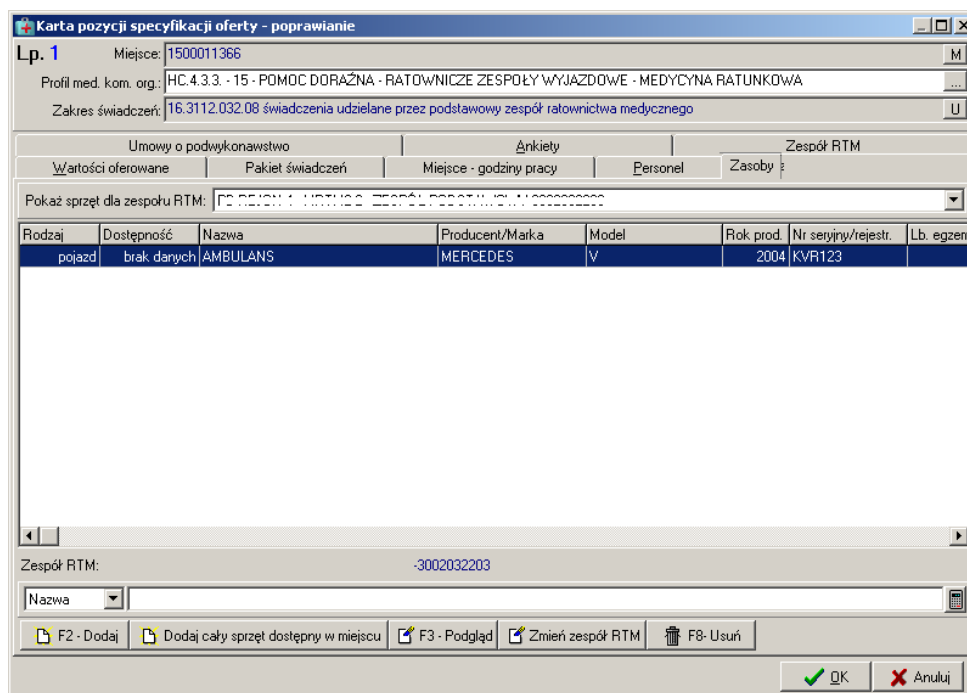 Karta pozycji specyfikacji oferty - poprawianie
Lp. 1 Miejsce: 1500011366 M
Profil med. kom. org.: HC.4.3.3. - 15 - POMOC DORAŹNA - RATOWNICZE ZESPOŁY WYJAZDOWE - MEDYCYNA RATUNKOWA ...
Zakres świadczeń: 16.3112.032.08 świadczenia udzielane przez podstawowy zespół ratownictwa medycznego U
Umowy o podwykonawstwo Ankiety Zespół RTM
Wartości oferowane Pakiet świadczeń Miejsce - godziny pracy Personel Zasoby
Pokaż sprzęt dla zespołu RTM:
Rodzaj Dostępność Nazwa Producent/Marka Model Rok prod. Nr seryjny/rejestr. Lb. egzem
pojazd brak danych AMBULANS MERCEDES V 2004 KVR123
Zespół RTM: -3002032203
Nazwa
F2 - Dodaj Dodaj cały sprzęt dostępny w miejscu F3 - Podgląd Zmień zespół RTM F8- Usuń
OK Anuluj